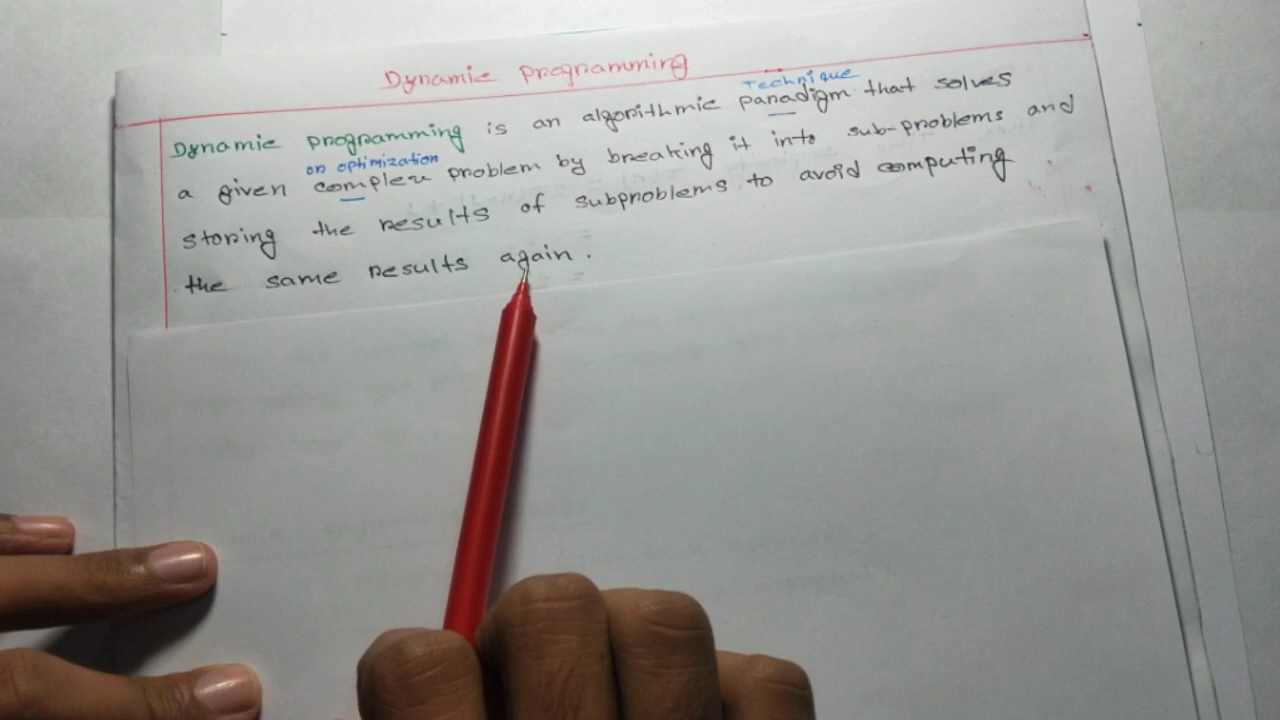 Dynamic Programming
Technique
Dynamic programming is an algorithmic paradigm that solves
an optimization
a given complex problem by breaking it into sub-problems and
storing the results of subproblems to avoid computing
the same results again.